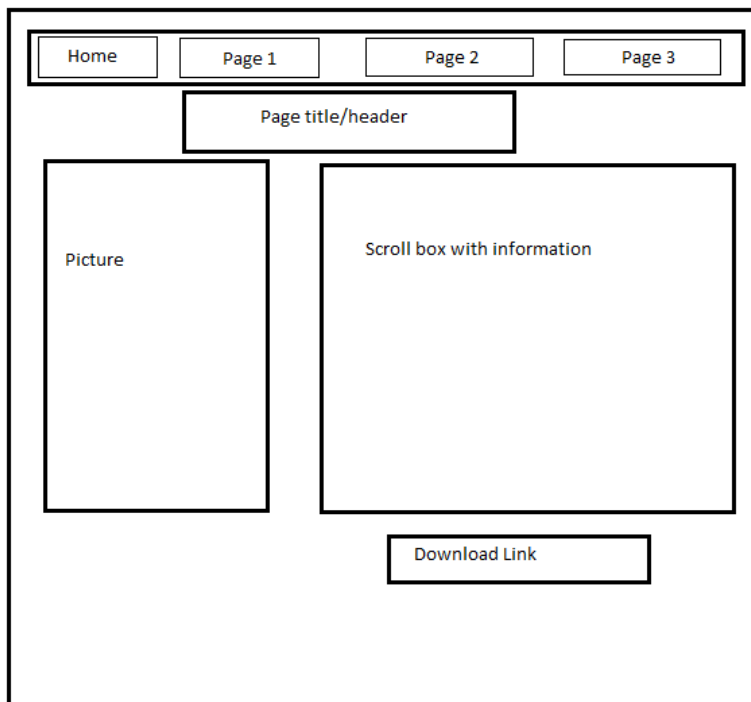 Home
Page 1
Page 2
Page 3
Page title/header
Picture
Scroll box with information
Download Link